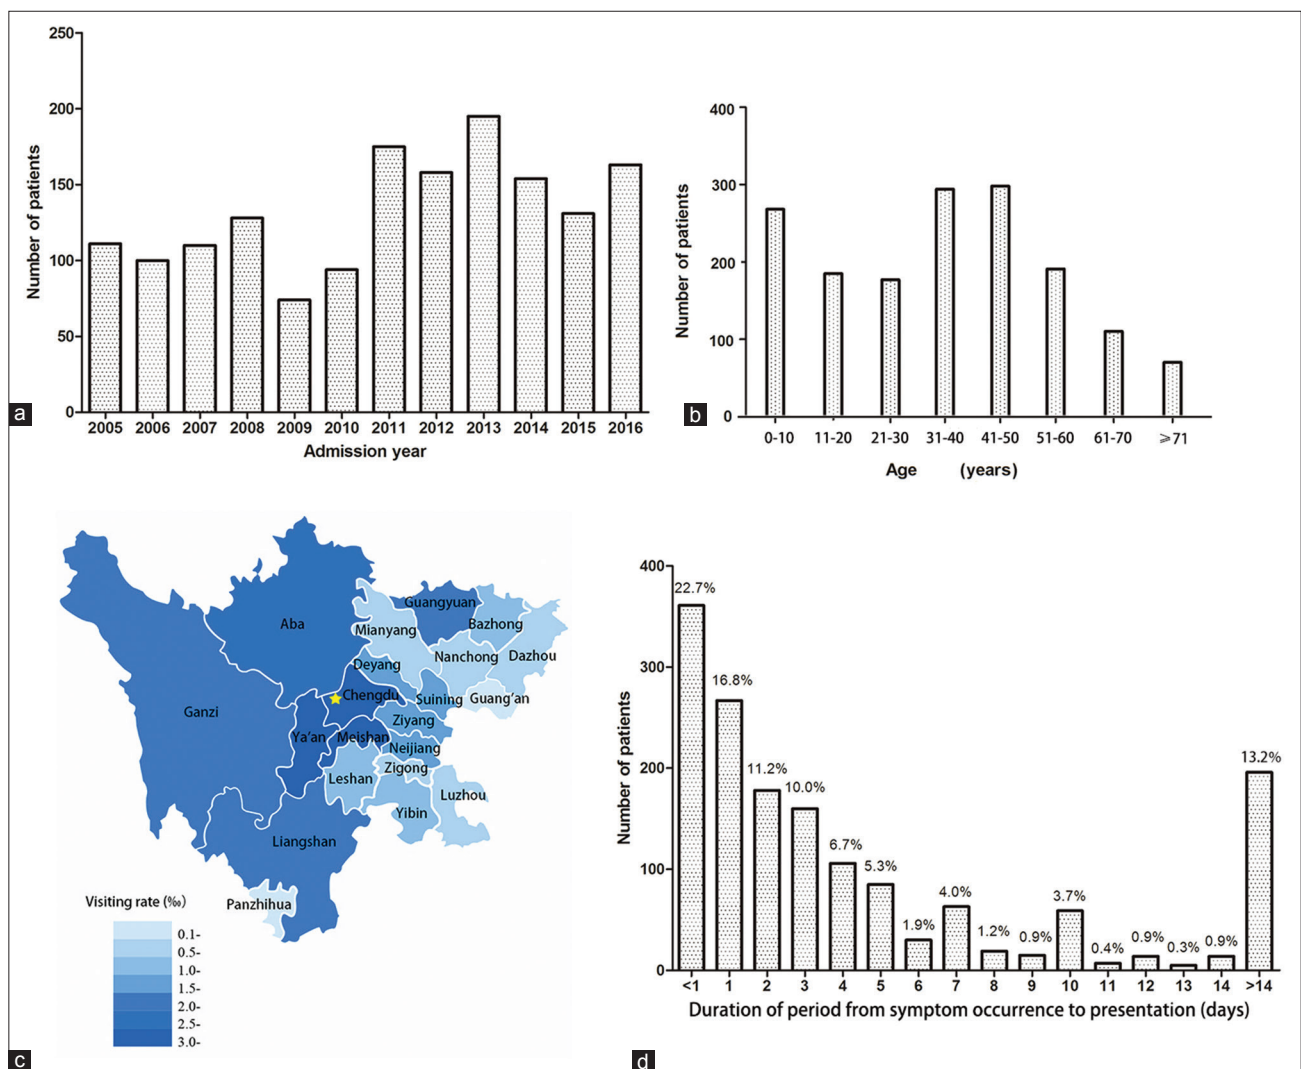 250
200
150
100
50
0
Number of patients
2005 2006 2007 2008 2009 2010 2011 2012 2013 2014 2015 2016
Admission year
a
400
300
200
100
0
Number of patients
0-10 11-20 21-30 31-40 41-50 51-60 61-70 ⩾71
Age (years)
b
Guangyuan
Aba
Mianyang
Bazhong
Nanchong
Dazhou
Deyang
Chengdu
Suining
Guang'an
Ganzi
Ziyang
Ya'an
Meishan
Neijiang
Zigong
Leshan
Luzhou
Yibin
Liangshan
Panzhihua
Visiting rate (‰)
0.1-
0.5-
1.0-
1.5-
2.0-
2.5-
3.0-
c
400
300
200
100
0
Number of patients
22.7%
16.8%
11.2%
10.0%
6.7%
5.3%
1.9%
4.0%
1.2%
0.9%
3.7%
0.4%
0.9%
0.3%
0.9%
13.2%
<1 1 2 3 4 5 6 7 8 9 10 11 12 13 14 >14
Duration of period from symptom occurrence to presentation (days)
d